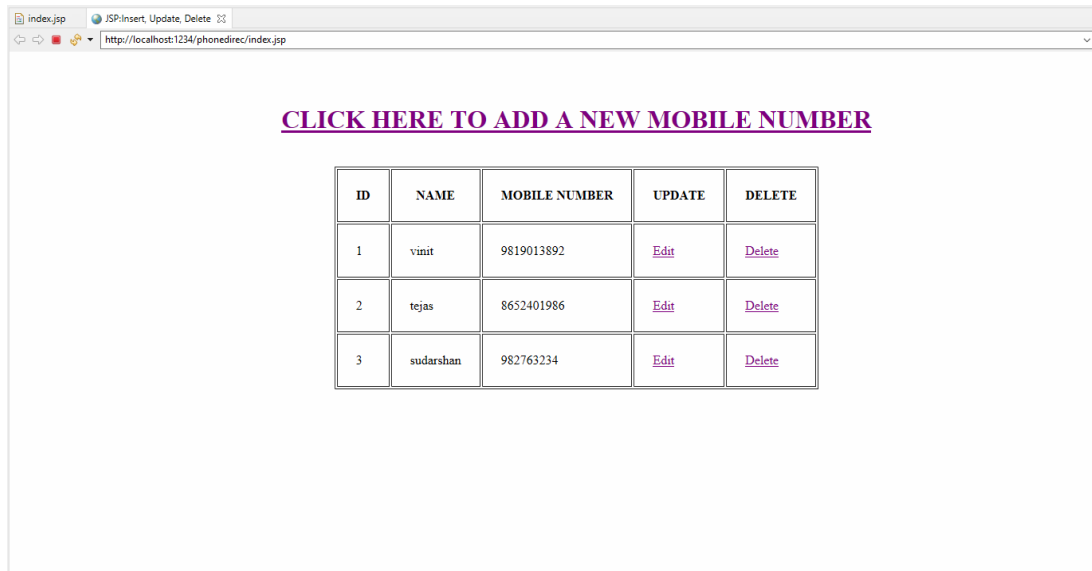 index.jsp JSP:Insert, Update, Delete
http://localhost:1234/phonedirec/index.jsp
CLICK HERE TO ADD A NEW MOBILE NUMBER
ID NAME MOBILE NUMBER UPDATE DELETE
1 vinit 9819013892 Edit Delete
2 tejas 8652401986 Edit Delete
3 sudarshan 982763234 Edit Delete